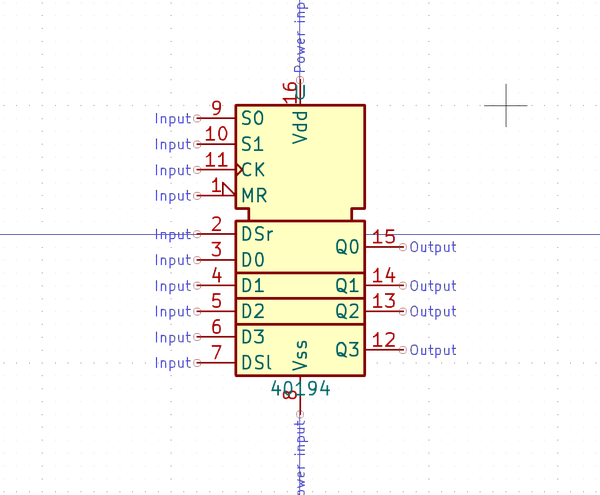 Power inp
16
U
Vdd
Input 9 S0
Input 10 S1
Input 11 CK
Input 1 MR
Input 2 DSr
Q0 15 Output
Input 3 D0
Input 4 D1 Q1 14 Output
Input 5 D2 Q2 13 Output
Input 6 D3
Q3 12 Output
Input 7 DSl
Vss
40194
8
ower input